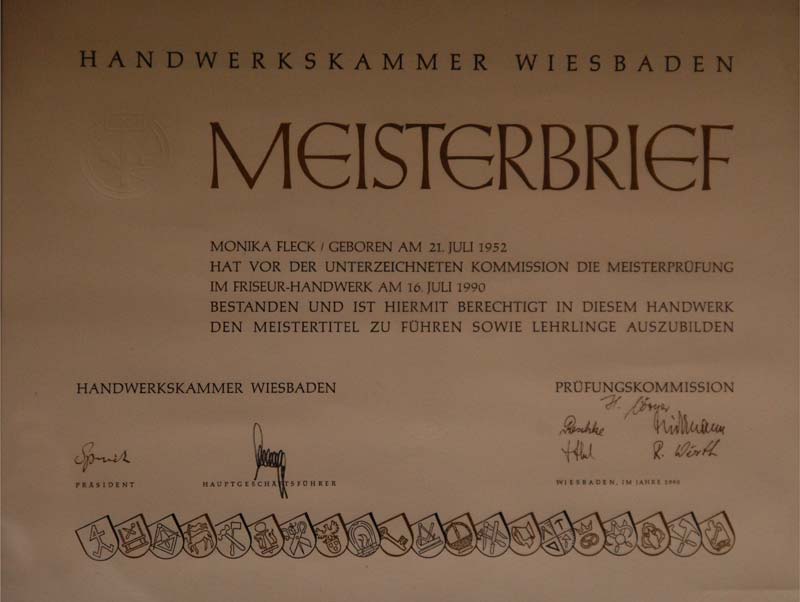 HANDWERKSKAMMER WIESBADEN
MEISTERBRIEF
MONIKA FLECK / GEBOREN AM 21. JULI 1952
HAT VOR DER UNTERZEICHNETEN KOMMISSION DIE MEISTERPRÜFUNG
IM FRISEUR-HANDWERK AM 16. JULI 1990
BESTANDEN UND IST HIERMIT BERECHTIGT IN DIESEM HANDWERK
DEN MEISTERTITEL ZU FÜHREN SOWIE LEHRLINGE AUSZUBILDEN
HANDWERKSKAMMER WIESBADEN
PRÄSIDENT
HAUPTGESCHÄFTSFÜHRER
PRÜFUNGSKOMMISSION
R. Wirth
WIESBADEN, IM JAHRE 1990